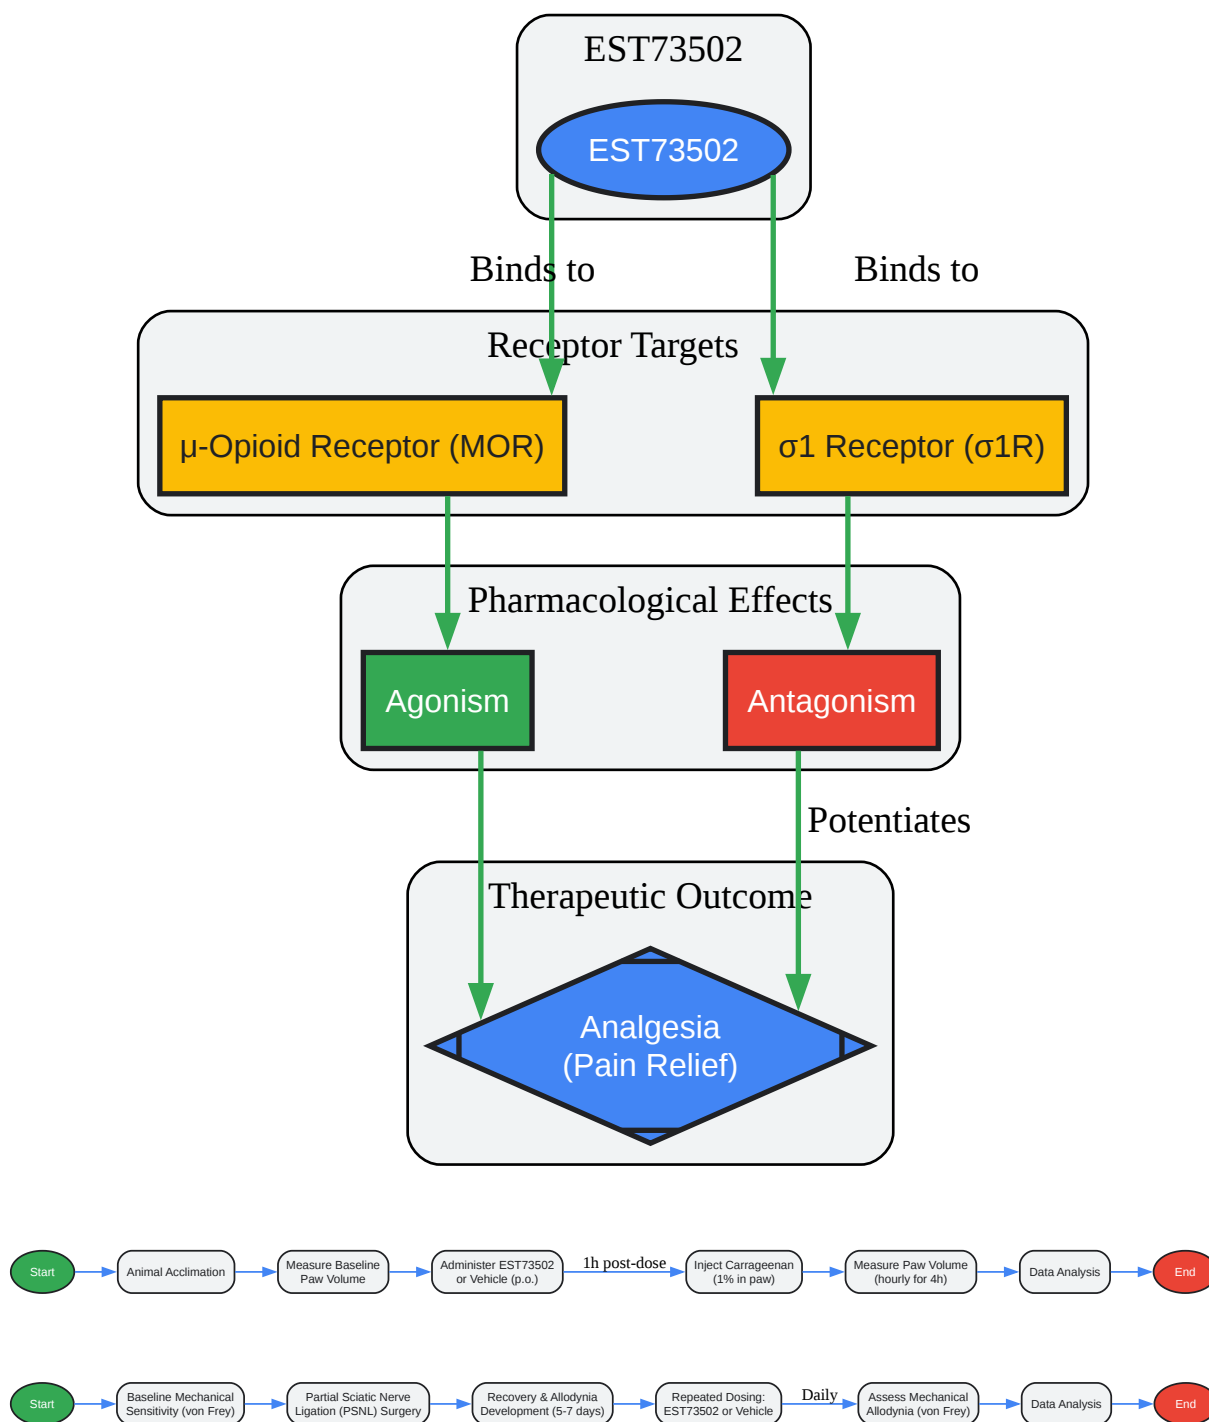 EST73502
EST73502
Binds to
Binds to
Receptor Targets
μ-Opioid Receptor (MOR)
σ1 Receptor (σ1R)
Pharmacological Effects
Agonism
Antagonism
Potentiates
Therapeutic Outcome
Analgesia
(Pain Relief)
Start
Animal Acclimation
Measure Baseline
Paw Volume
Administer EST73502
or Vehicle (p.o.)
1h post-dose
Inject Carrageenan
(1% in paw)
Measure Paw Volume
(hourly for 4h)
Data Analysis
End
Start
Baseline Mechanical
Sensitivity (von Frey)
Partial Sciatic Nerve
Ligation (PSNL) Surgery
Recovery & Allodynia
Development (5-7 days)
Repeated Dosing:
EST73502 or Vehicle
Daily
Assess Mechanical
Allodynia (von Frey)
Data Analysis
End